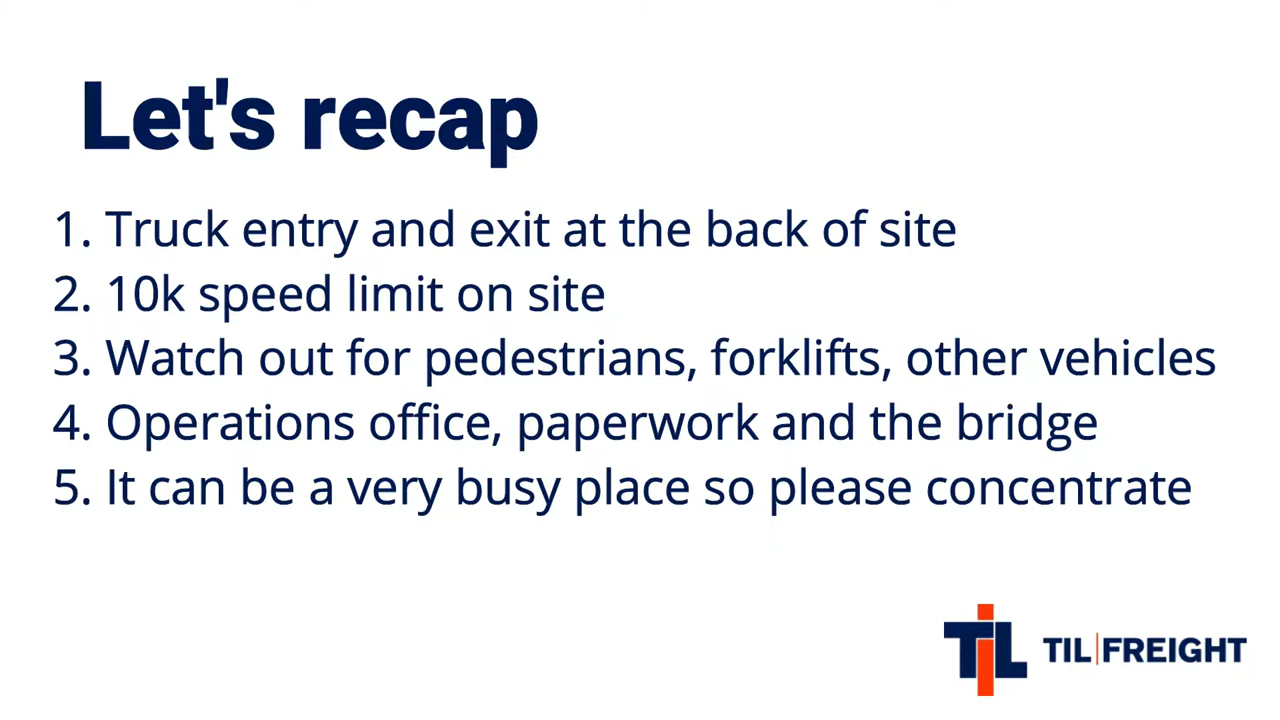 Let's recap
1. Truck entry and exit at the back of site
2. 10k speed limit on site
3. Watch out for pedestrians, forklifts, other vehicles
4. Operations office, paperwork and the bridge
5. It can be a very busy place so please concentrate
TIL TIL|FREIGHT